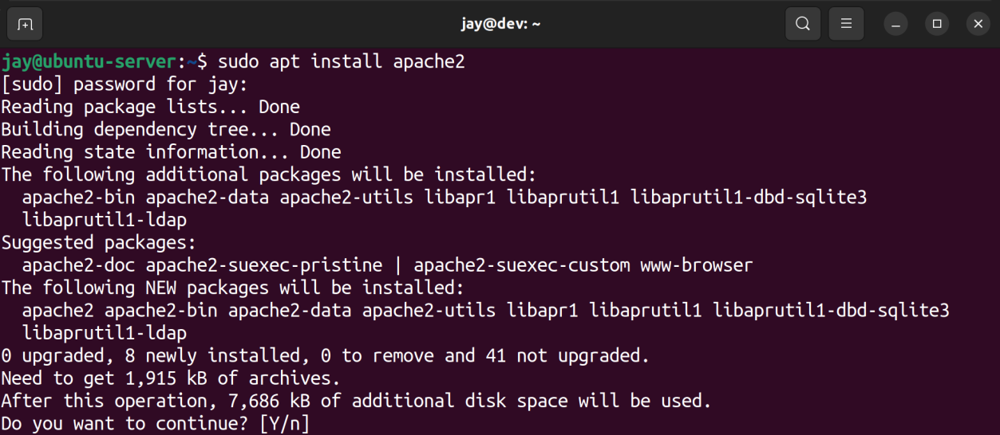 jay@dev: ~
jay@ubuntu-server:~$ sudo apt install apache2
[sudo] password for jay:
Reading package lists... Done
Building dependency tree... Done
Reading state information... Done
The following additional packages will be installed:
  apache2-bin apache2-data apache2-utils libapr1 libaprutil1 libaprutil1-dbd-sqlite3
  libaprutil1-ldap
Suggested packages:
  apache2-doc apache2-suexec-pristine | apache2-suexec-custom www-browser
The following NEW packages will be installed:
  apache2 apache2-bin apache2-data apache2-utils libapr1 libaprutil1 libaprutil1-dbd-sqlite3
  libaprutil1-ldap
0 upgraded, 8 newly installed, 0 to remove and 41 not upgraded.
Need to get 1,915 kB of archives.
After this operation, 7,686 kB of additional disk space will be used.
Do you want to continue? [Y/n]